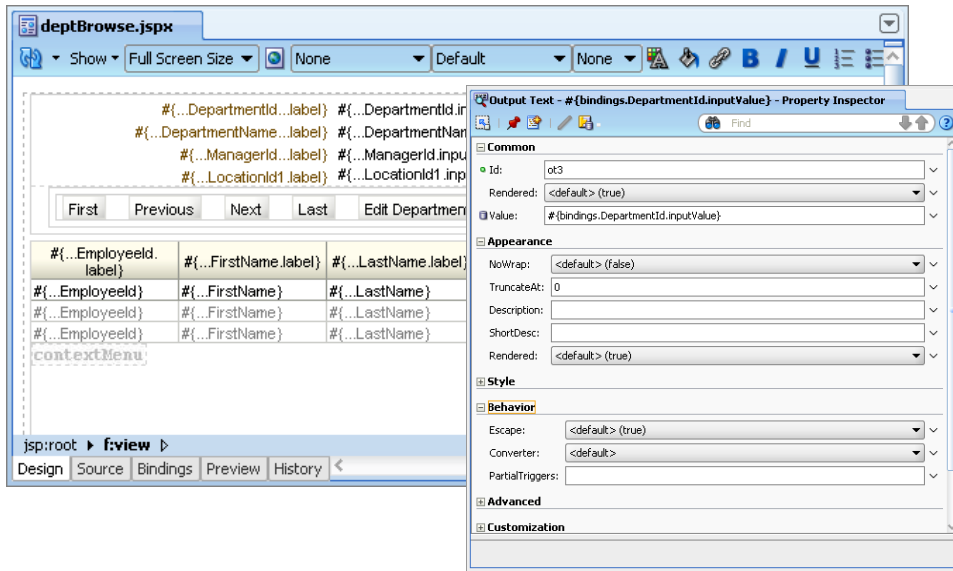 deptBrowse.jspx
Show Full Screen Size None Default None B I U
#{...DepartmentId...label} #{...DepartmentId.in
#{...DepartmentName...label} #{...DepartmentNam
#{...ManagerId...label} #{...ManagerId.inpu
#{...LocationId1.label} #{...LocationId1.inp
First Previous Next Last Edit Departmen
#{...EmployeeId. label} #{...FirstName.label} #{...LastName.label}
#{...EmployeeId} #{...FirstName} #{...LastName}
#{...EmployeeId} #{...FirstName} #{...LastName}
#{...EmployeeId} #{...FirstName} #{...LastName}
contextMenu
jsp:root f:view
Design Source Bindings Preview History
Output Text - #{bindings.DepartmentId.inputValue} - Property Inspector
Find
Common
Id: ot3
Rendered: <default> (true)
Value: #{bindings.DepartmentId.inputValue}
Appearance
NoWrap: <default> (false)
TruncateAt: 0
Description:
ShortDesc:
Rendered: <default> (true)
Style
Behavior
Escape: <default> (true)
Converter: <default>
PartialTriggers:
Advanced
Customization